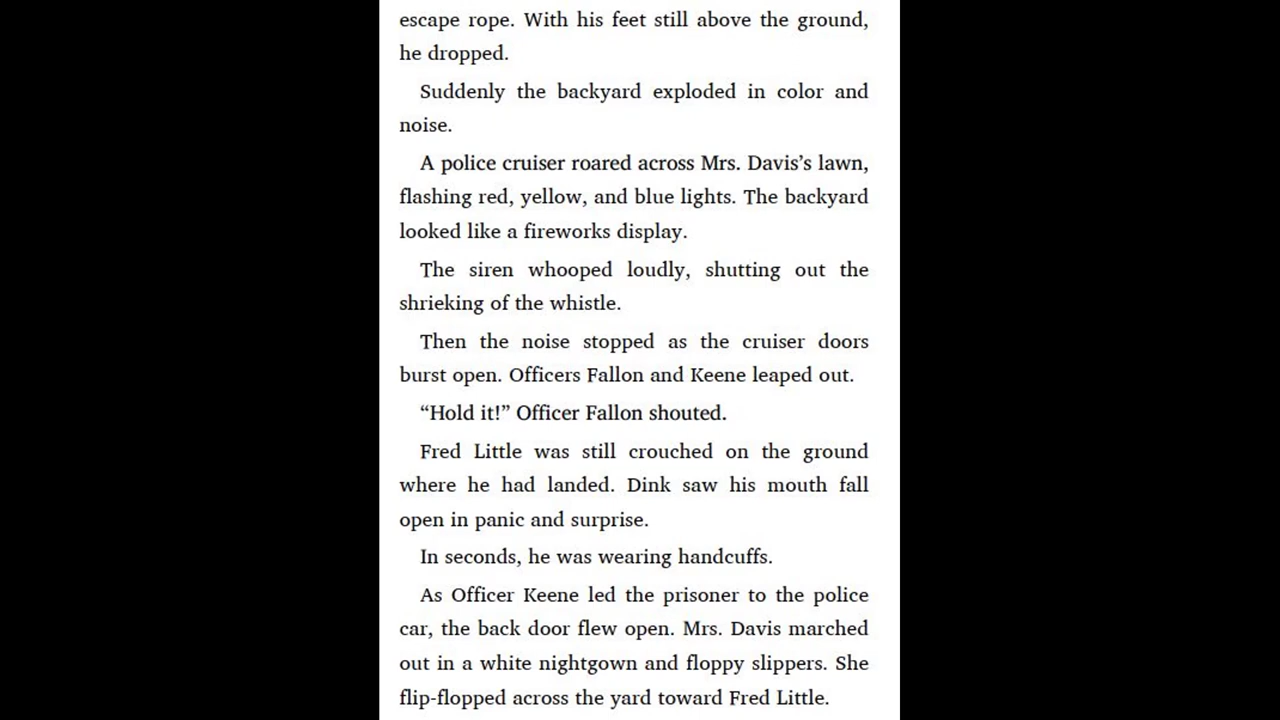 escape rope. With his feet still above the ground,
he dropped.
Suddenly the backyard exploded in color and
noise.
A police cruiser roared across Mrs. Davis’s lawn,
flashing red, yellow, and blue lights. The backyard
looked like a fireworks display.
The siren whooped loudly, shutting out the
shrieking of the whistle.
Then the noise stopped as the cruiser doors
burst open. Officers Fallon and Keene leaped out.
“Hold it!” Officer Fallon shouted.
Fred Little was still crouched on the ground
where he had landed. Dink saw his mouth fall
open in panic and surprise.
In seconds, he was wearing handcuffs.
As Officer Keene led the prisoner to the police
car, the back door flew open. Mrs. Davis marched
out in a white nightgown and floppy slippers. She
flip-flopped across the yard toward Fred Little.